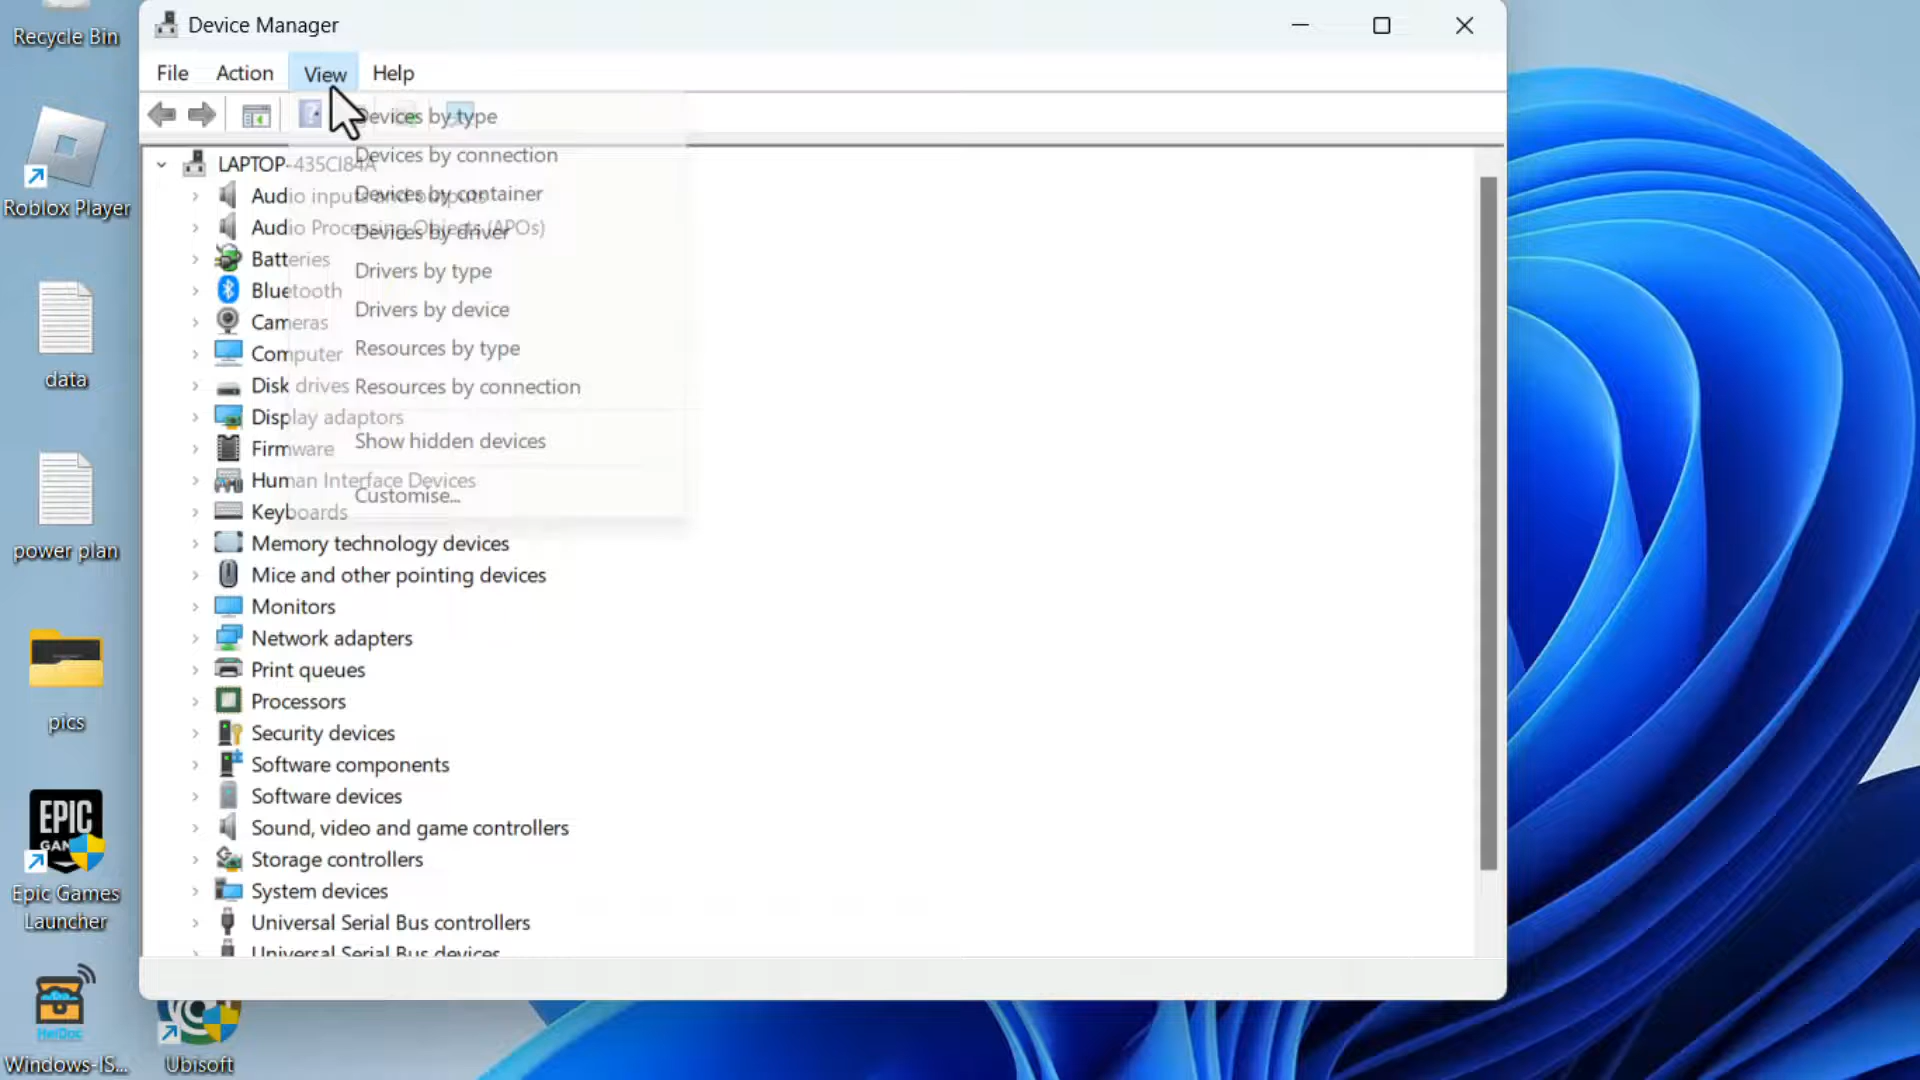 Recycle Bin
Roblox Player
data
power plan
pics
EPIC
GAM
Epic Games
Launcher
HeiDoc
Windows-IS...
Ubisoft
Device Manager
File Action View Help
Devices by type
Devices by connection
Devices by container
Devices by driver
Drivers by type
Drivers by device
Resources by type
Resources by connection
Show hidden devices
Customise...
LAPTOP-435CI84A
Audio inputs and outputs
Audio Processing Objects (APOs)
Batteries
Bluetooth
Cameras
Computer
Disk drives
Display adaptors
Firmware
Human Interface Devices
Keyboards
Memory technology devices
Mice and other pointing devices
Monitors
Network adapters
Print queues
Processors
Security devices
Software components
Software devices
Sound, video and game controllers
Storage controllers
System devices
Universal Serial Bus controllers
Universal Serial Bus devices